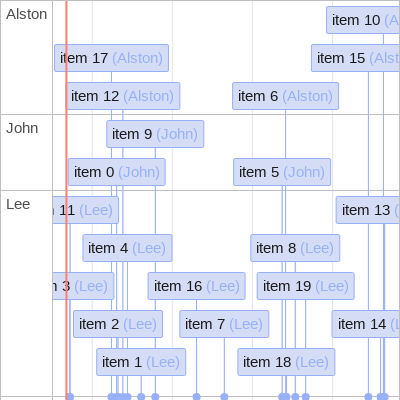 Alston
item 10 (A
item 17 (Alston)
item 15 (Alst
item 12 (Alston)
item 6 (Alston)
John
item 9 (John)
item 0 (John)
item 5 (John)
Lee
11 (Lee)
item 13 (
item 4 (Lee)
item 8 (Lee)
3 (Lee)
item 16 (Lee)
item 19 (Lee)
item 2 (Lee)
item 7 (Lee)
item 14 (L
item 1 (Lee)
item 18 (Lee)